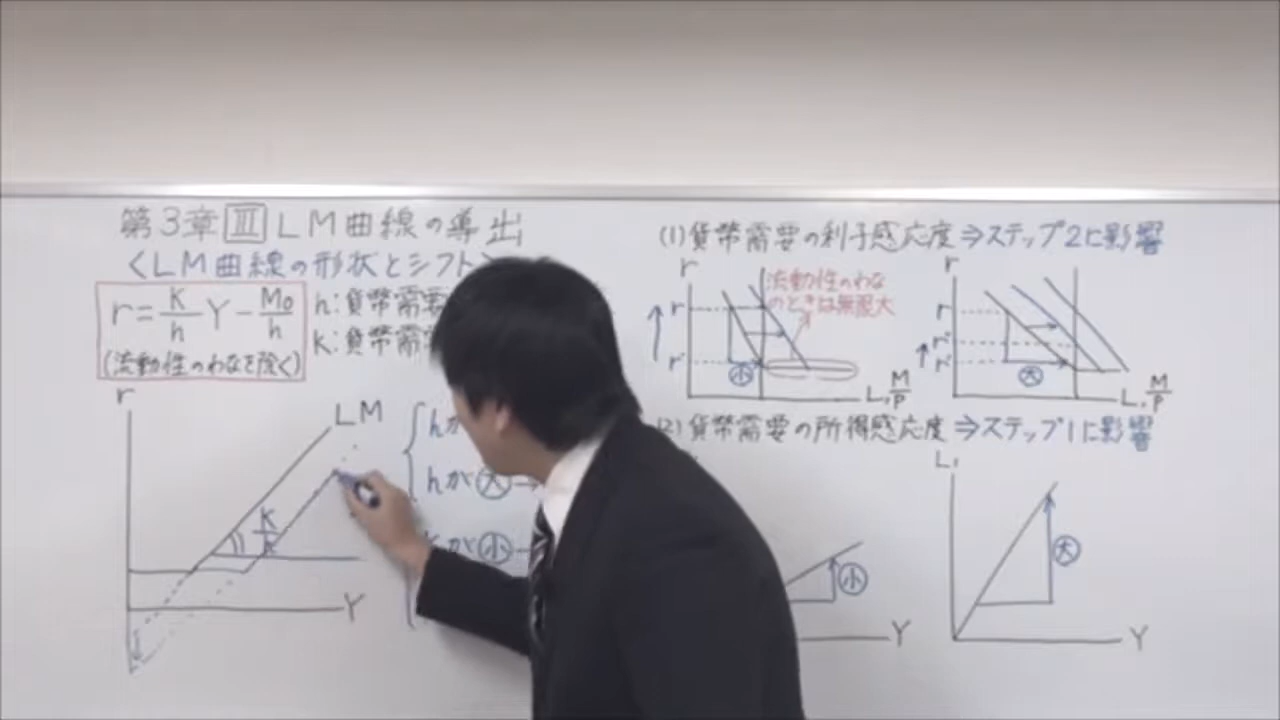 第3章Ⅲ LM曲線の導出
<LM曲線の形状とシフト>
r=K/h Y-M0/h
(流動性のわなを除く)
h:貨幣需要
k:貨幣需
r
LM
K/h
Y
hが
hが大→
kが小→
(1)貨幣需要の利子感応度⇒ステップ2に影響
r
流動性のわな
のときは無限大
r
r'
小
L, M/P
r
r
r'
r'
大
L, M/P
(2)貨幣需要の所得感応度⇒ステップ1に影響
小
Y
L1
大
Y